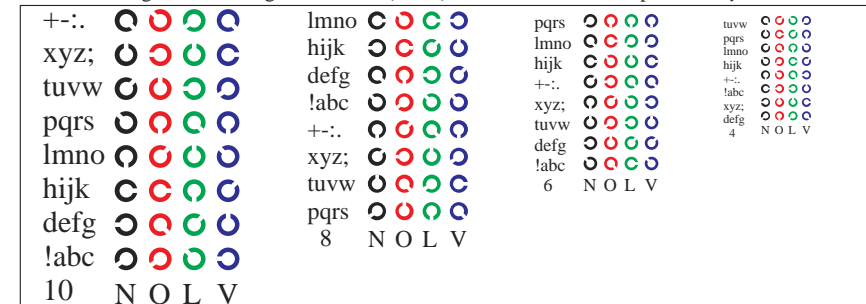 +-:.
xyz;
tuvw
pqrs
lmno
hijk
defg
!abc
10 N O L V
lmno
hijk
defg
!abc
+-:.
xyz;
tuvw
pqrs
8 N O L V
pqrs
lmno
hijk
+-:.
xyz;
tuvw
defg
!abc
6 N O L V
tuvw
pqrs
lmno
hijk
+-:.
!abc
xyz;
defg
4 N O L V